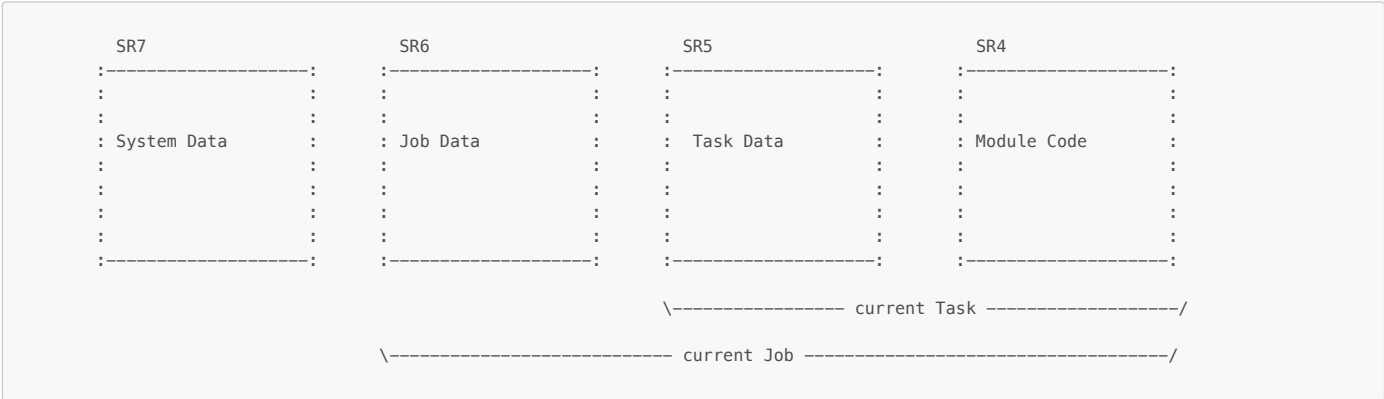 SR7 SR6 SR5 SR4
:--------------------: :--------------------: :--------------------: :--------------------:
: : : : : : : :
: : : : : : : :
: System Data : : Job Data : : Task Data : : Module Code :
: : : : : : : :
: : : : : : : :
: : : : : : : :
: : : : : : : :
:--------------------: :--------------------: :--------------------: :--------------------:
\----------------- current Task -------------------/
\---------------------------- current Job ------------------------------------/